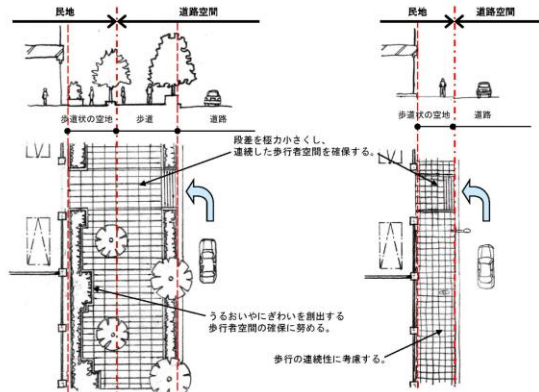 民地
道路空間
民地
道路空間
歩道状の空地
歩道
道路
歩道状の空地
道路
段差を極力小さくし、
連続した歩行者空間を確保する。
うるおいやにぎわいを創出する
歩行者空間の確保に努める。
歩行の連続性に考慮する。